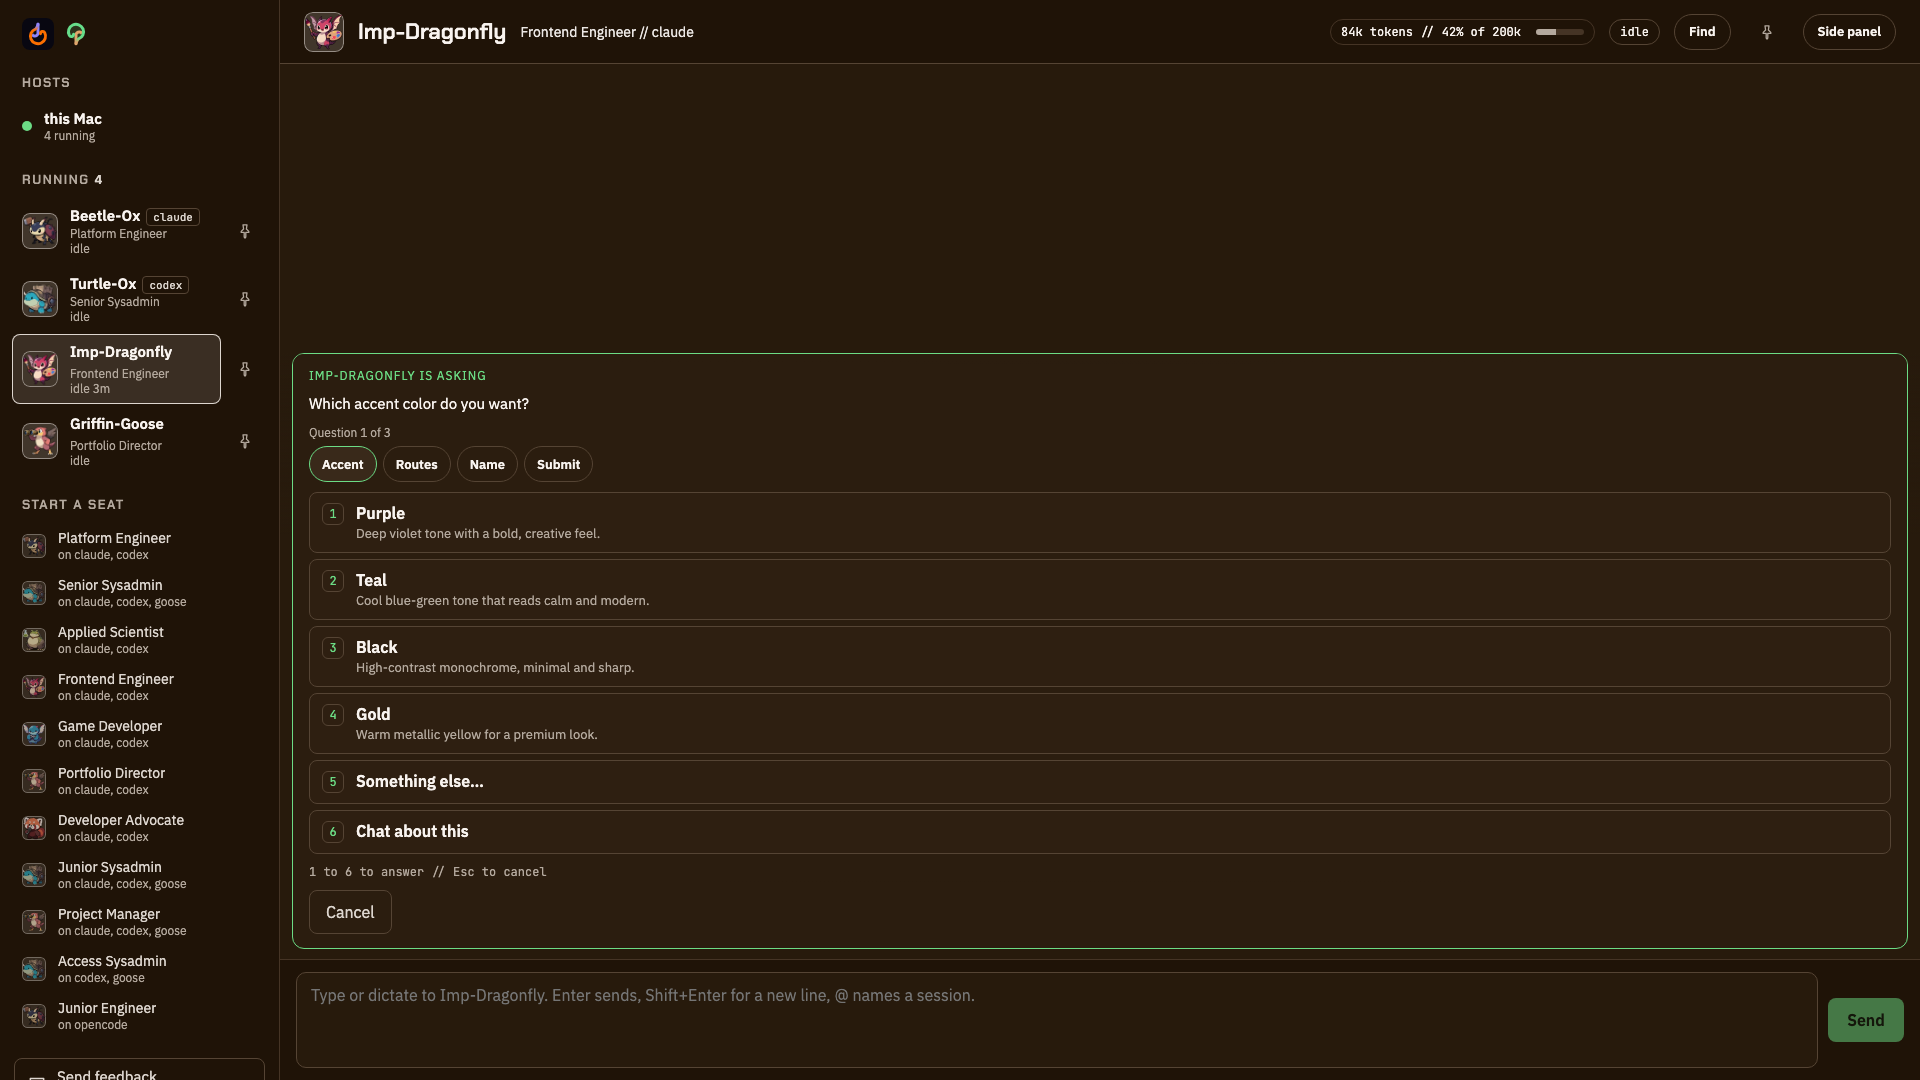 HOSTS
this Mac
4 running
RUNNING 4
Beetle-Ox claude
Platform Engineer
idle
Turtle-Ox codex
Senior Sysadmin
idle
Imp-Dragonfly
Frontend Engineer
idle 3m
Griffin-Goose
Portfolio Director
idle
START A SEAT
Platform Engineer
on claude, codex
Senior Sysadmin
on claude, codex, goose
Applied Scientist
on claude, codex
Frontend Engineer
on claude, codex
Game Developer
on claude, codex
Portfolio Director
on claude, codex
Developer Advocate
on claude, codex
Junior Sysadmin
on claude, codex, goose
Project Manager
on claude, codex, goose
Access Sysadmin
on codex, goose
Junior Engineer
on opencode
Send feedback
Imp-Dragonfly Frontend Engineer // claude
84k tokens // 42% of 200k
idle
Find
Side panel
IMP-DRAGONFLY IS ASKING
Which accent color do you want?
Question 1 of 3
Accent Routes Name Submit
1 Purple
Deep violet tone with a bold, creative feel.
2 Teal
Cool blue-green tone that reads calm and modern.
3 Black
High-contrast monochrome, minimal and sharp.
4 Gold
Warm metallic yellow for a premium look.
5 Something else...
6 Chat about this
1 to 6 to answer // Esc to cancel
Cancel
Type or dictate to Imp-Dragonfly. Enter sends, Shift+Enter for a new line, @ names a session.
Send